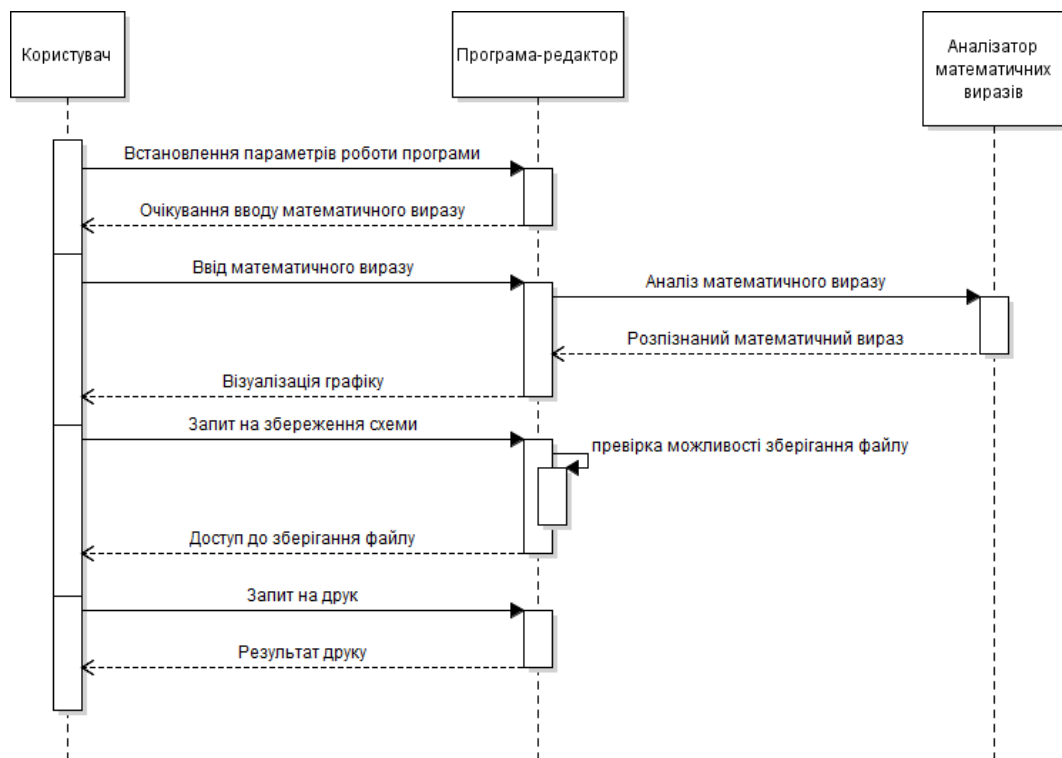 Користувач
Програма-редактор
Аналізатор
математичних
виразів
Встановлення параметрів роботи програми
Очікування вводу математичного виразу
Ввід математичного виразу
Аналіз математичного виразу
Розпізнаний математичний вираз
Візуалізація графіку
Запит на збереження схеми
превірка можливості зберігання файлу
Доступ до зберігання файлу
Запит на друк
Результат друку